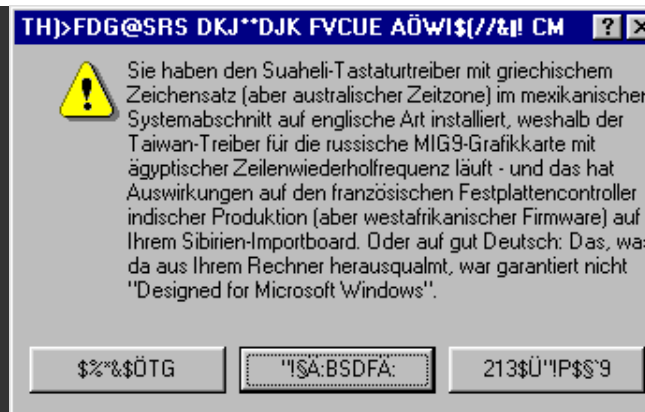 TH)>FDG@SRS DKJ**DJK FVCUE AÖWI$(//&|! CM
Sie haben den Suaheli-Tastaturtreiber mit griechischem
Zeichensatz (aber australischer Zeitzone) im mexikanischen
Systemabschnitt auf englische Art installiert, weshalb der
Taiwan-Treiber für die russische MIG9-Grafikkarte mit
ägyptischer Zeilenwiederholfrequenz läuft - und das hat
Auswirkungen auf den französischen Festplattencontroller
indischer Produktion (aber westafrikanischer Firmware) auf
Ihrem Sibirien-Importboard. Oder auf gut Deutsch: Das, was
da aus Ihrem Rechner herausqualmt, war garantiert nicht
"Designed for Microsoft Windows".
$%*&$ÖTG "!§Ä:BSDFÄ: 213$Ü"!P$§`9